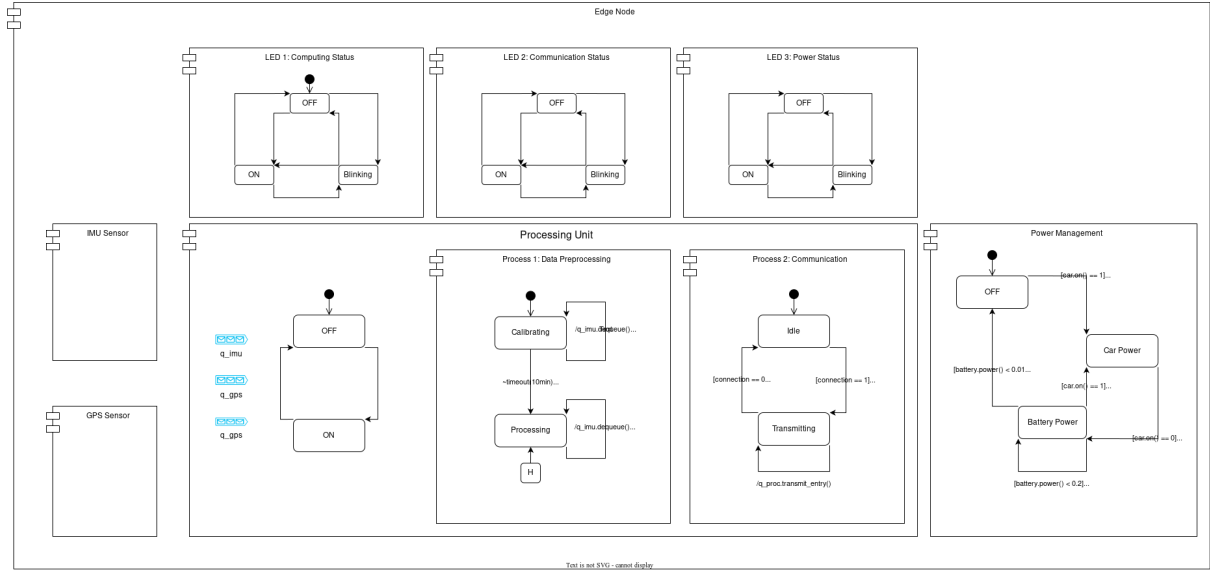 Edge Node
LED 1: Computing Status
OFF
ON
Blinking
LED 2: Communication Status
OFF
ON
Blinking
LED 3: Power Status
OFF
ON
Blinking
IMU Sensor
GPS Sensor
Processing Unit
OFF
ON
q_imu
q_gps
q_gps
Process 1: Data Preprocessing
Calibrating
/q_imu.dequeue()...
~timeout(10min)...
Processing
/q_imu.dequeue()...
H
Process 2: Communication
Idle
[connection == 0...
[connection == 1]...
Transmitting
/q_proc.transmit_entry()
Power Management
OFF
[car.on() == 1]...
Car Power
[battery.power() < 0.01...
[car.on() == 1]...
Battery Power
[car.on() == 0]...
[battery.power() < 0.2]...
Text is not SVG - cannot display